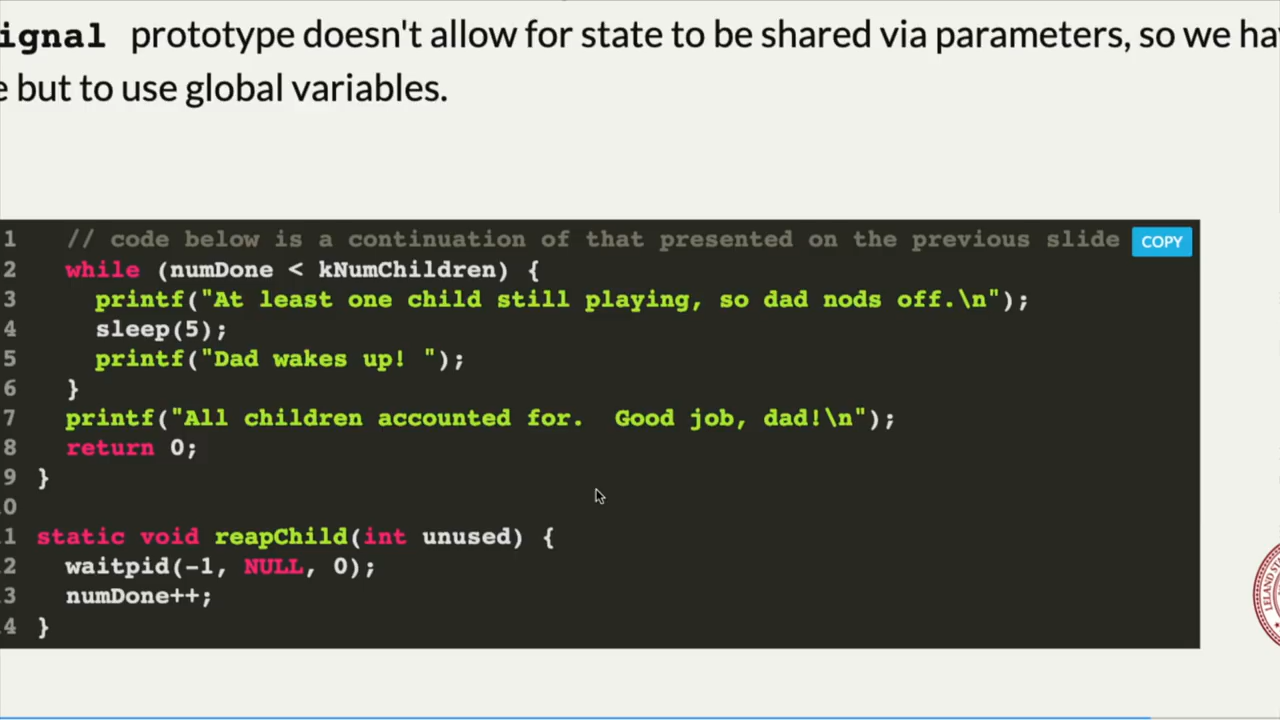 ignal prototype doesn't allow for state to be shared via parameters, so we ha
e but to use global variables.
1 // code below is a continuation of that presented on the previous slide
COPY
2 while (numDone < kNumChildren) {
3 printf("At least one child still playing, so dad nods off.\n");
4 sleep(5);
5 printf("Dad wakes up! ");
6 }
7 printf("All children accounted for.  Good job, dad!\n");
8 return 0;
9 }
0
1 static void reapChild(int unused) {
2 waitpid(-1, NULL, 0);
3 numDone++;
4 }
LELAND STA